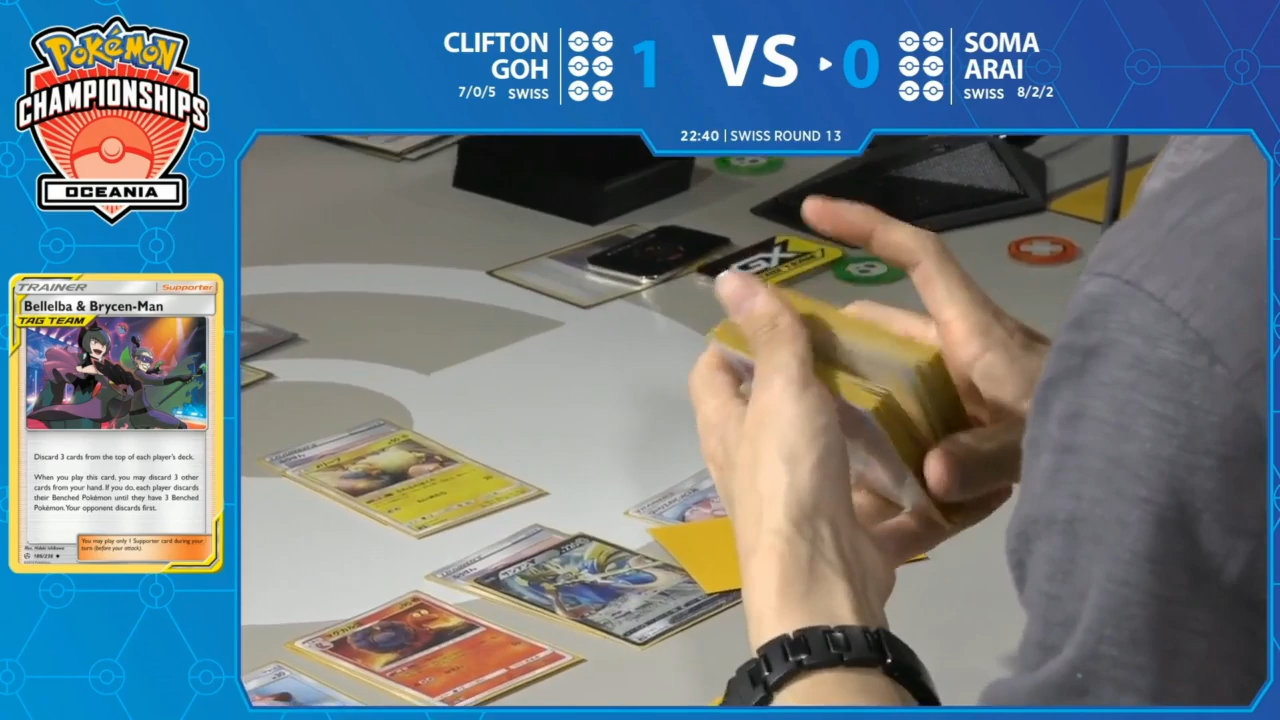 Pokémon
CHAMPIONSHIPS
OCEANIA
CLIFTON
GOH
7/0/5 SWISS
1
VS
0
SOMA
ARAI
SWISS 8/2/2
22:40 | SWISS ROUND 13
TRAINER Supporter
Bellelba & Brycen-Man
TAG TEAM
Discard 3 cards from the top of each player's deck.
When you play this card, you may discard 3 other
cards from your hand. If you do, each player discards
their Benched Pokémon until they have 3 Benched
Pokémon. Your opponent discards first.
You may play only 1 Supporter card during your
turn (before your attack).
186/236
GX